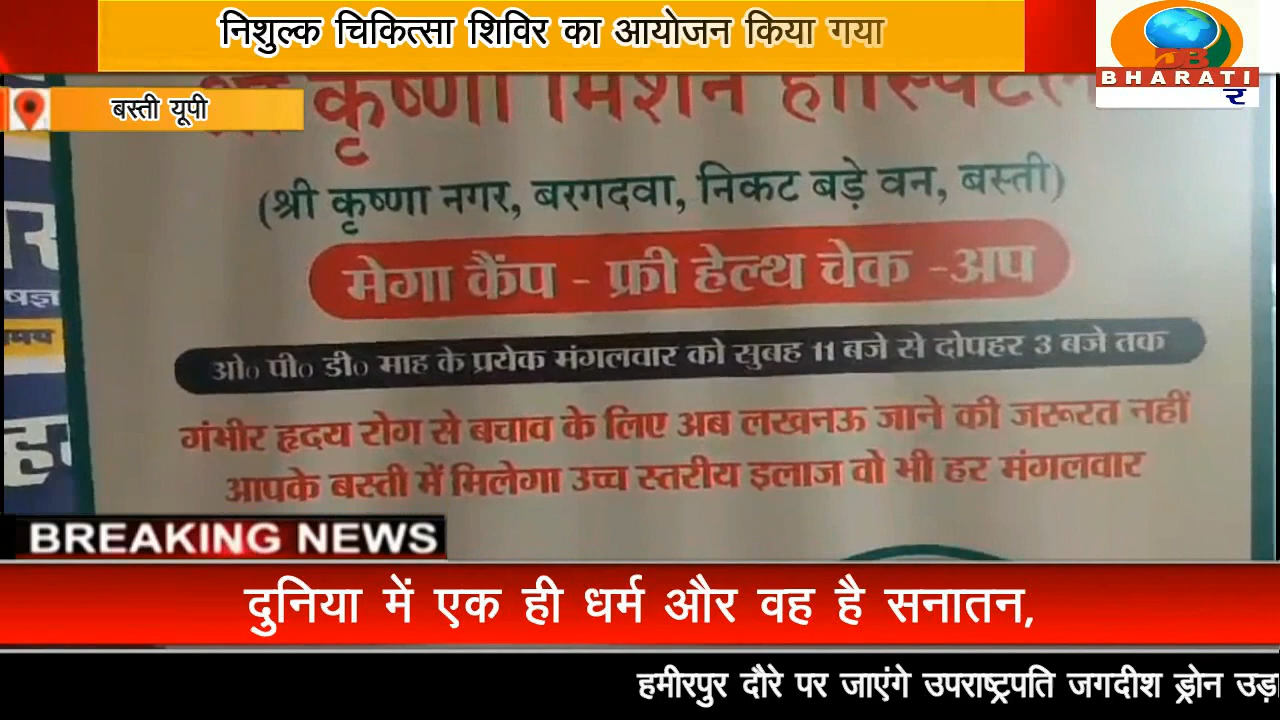 निशुल्क चिकित्सा शिविर का आयोजन किया गया
BHARATI
बस्ती यूपी
श्री कृष्णा मिशन हॉस्पिटल
(श्री कृष्णा नगर, बरगदवा, निकट बड़े वन, बस्ती)
मेगा कैंप - फ्री हेल्थ चेक -अप
ओ० पी० डी० माह के प्रयेक मंगलवार को सुबह 11 बजे से दोपहर 3 बजे तक
गंभीर हृदय रोग से बचाव के लिए अब लखनऊ जाने की जरूरत नहीं
आपके बस्ती में मिलेगा उच्च स्तरीय इलाज वो भी हर मंगलवार
BREAKING NEWS
दुनिया में एक ही धर्म और वह है सनातन,
हमीरपुर दौरे पर जाएंगे उपराष्ट्रपति जगदीश ड्रोन उड़